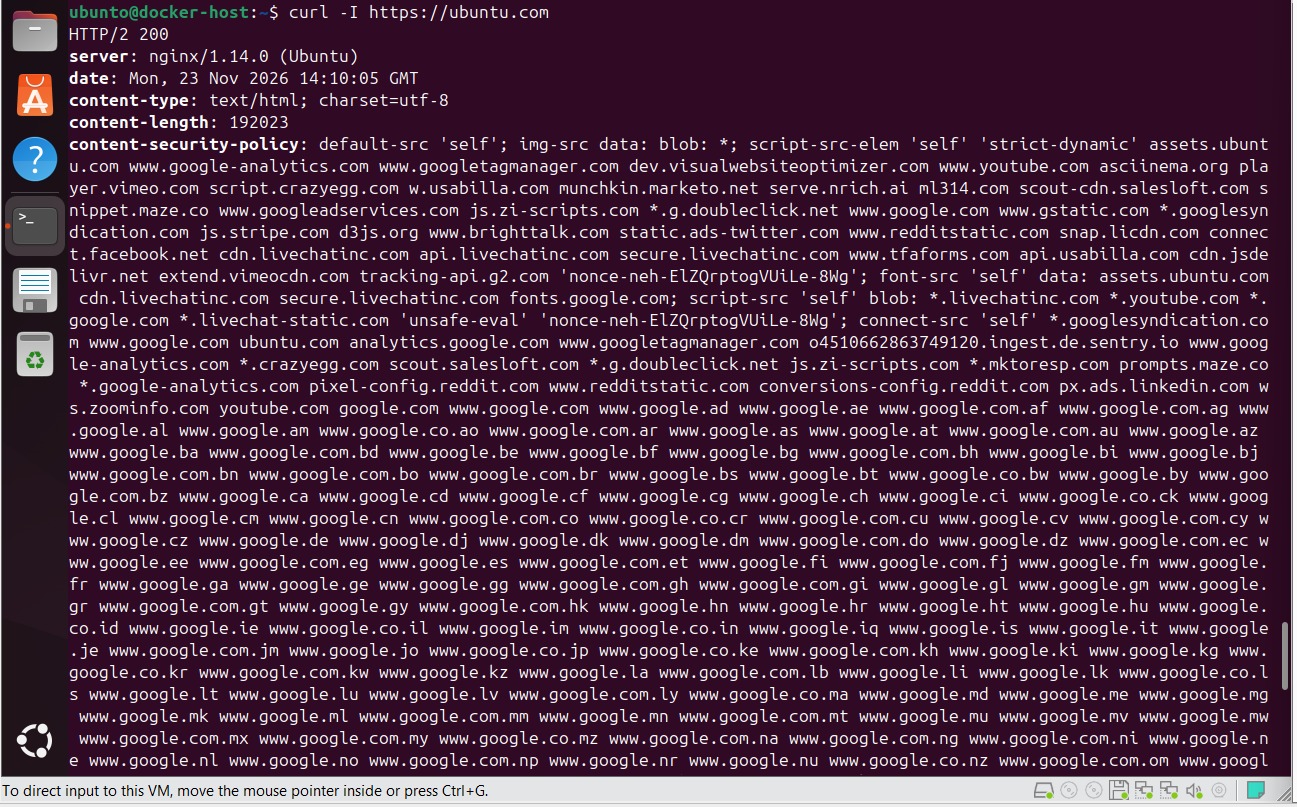 ubunto@docker-host:~$ curl -I https://ubuntu.com
HTTP/2 200
server: nginx/1.14.0 (Ubuntu)
date: Mon, 23 Nov 2026 14:10:05 GMT
content-type: text/html; charset=utf-8
content-length: 192023
content-security-policy: default-src 'self'; img-src data: blob: *; script-src-elem 'self' 'strict-dynamic' assets.ubunt
u.com www.google-analytics.com www.googletagmanager.com dev.visualwebsiteoptimizer.com www.youtube.com asciinema.org pla
yer.vimeo.com script.crazyegg.com w.usabilla.com munchkin.marketo.net serve.nrich.ai ml314.com scout-cdn.salesloft.com s
nippet.maze.co www.googleadservices.com js.zi-scripts.com *.g.doubleclick.net www.google.com www.gstatic.com *.googlesyn
dication.com js.stripe.com d3js.org www.brighttalk.com static.ads-twitter.com www.redditstatic.com snap.licdn.com connec
t.facebook.net cdn.livechatinc.com api.livechatinc.com secure.livechatinc.com www.tfaforms.com api.usabilla.com cdn.jsde
livr.net extend.vimeocdn.com tracking-api.g2.com 'nonce-neh-ElZQrptogVUiLe-8Wg'; font-src 'self' data: assets.ubuntu.com
 cdn.livechatinc.com secure.livechatinc.com fonts.google.com; script-src 'self' blob: *.livechatinc.com *.youtube.com *.
google.com *.livechat-static.com 'unsafe-eval' 'nonce-neh-ElZQrptogVUiLe-8Wg'; connect-src 'self' *.googlesyndication.co
m www.google.com ubuntu.com analytics.google.com www.googletagmanager.com o4510662863749120.ingest.de.sentry.io www.goog
le-analytics.com *.crazyegg.com scout.salesloft.com *.g.doubleclick.net js.zi-scripts.com *.mktoresp.com prompts.maze.co
 *.google-analytics.com pixel-config.reddit.com www.redditstatic.com conversions-config.reddit.com px.ads.linkedin.com w
s.zoominfo.com youtube.com google.com www.google.com www.google.ad www.google.ae www.google.com.af www.google.com.ag www
.google.al www.google.am www.google.co.ao www.google.com.ar www.google.as www.google.at www.google.com.au www.google.az
www.google.ba www.google.com.bd www.google.be www.google.bf www.google.bg www.google.com.bh www.google.bi www.google.bj
www.google.com.bn www.google.com.bo www.google.com.br www.google.bs www.google.bt www.google.co.bw www.google.by www.goo
gle.com.bz www.google.ca www.google.cd www.google.cf www.google.cg www.google.ch www.google.ci www.google.co.ck www.goog
le.cl www.google.cm www.google.cn www.google.com.co www.google.co.cr www.google.com.cu www.google.cv www.google.com.cy w
ww.google.cz www.google.de www.google.dj www.google.dk www.google.dm www.google.com.do www.google.dz www.google.com.ec w
ww.google.ee www.google.com.eg www.google.es www.google.com.et www.google.fi www.google.com.fj www.google.fm www.google.
fr www.google.ga www.google.ge www.google.gg www.google.com.gh www.google.com.gi www.google.gl www.google.gm www.google.
gr www.google.com.gt www.google.gy www.google.com.hk www.google.hn www.google.hr www.google.ht www.google.hu www.google.
co.id www.google.ie www.google.co.il www.google.im www.google.co.in www.google.iq www.google.is www.google.it www.google
.je www.google.com.jm www.google.jo www.google.co.jp www.google.co.ke www.google.com.kh www.google.ki www.google.kg www.
google.co.kr www.google.com.kw www.google.kz www.google.la www.google.com.lb www.google.li www.google.lk www.google.co.l
s www.google.lt www.google.lu www.google.lv www.google.com.ly www.google.co.ma www.google.md www.google.me www.google.mg
 www.google.mk www.google.ml www.google.com.mm www.google.mn www.google.com.mt www.google.mu www.google.mv www.google.mw
 www.google.com.mx www.google.com.my www.google.co.mz www.google.com.na www.google.com.ng www.google.com.ni www.google.n
e www.google.nl www.google.no www.google.com.np www.google.nr www.google.nu www.google.co.nz www.google.com.om www.googl
To direct input to this VM, move the mouse pointer inside or press Ctrl+G.